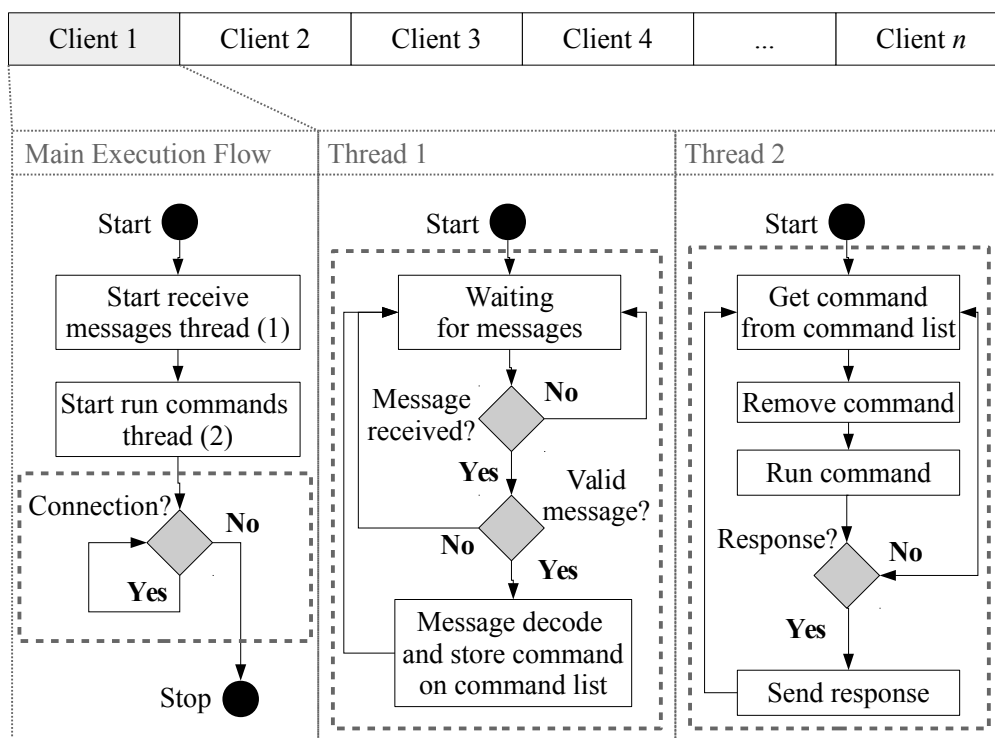 Client 1
Client 2
Client 3
Client 4
...
Client n
Main Execution Flow
Start
Start receive
messages thread (1)
Start run commands
thread (2)
Connection?
No
Yes
Stop
Thread 1
Start
Waiting
for messages
Message
received?
No
Yes
Valid
message?
No
Yes
Message decode
and store command
on command list
Thread 2
Start
Get command
from command list
Remove command
Run command
Response?
No
Yes
Send response